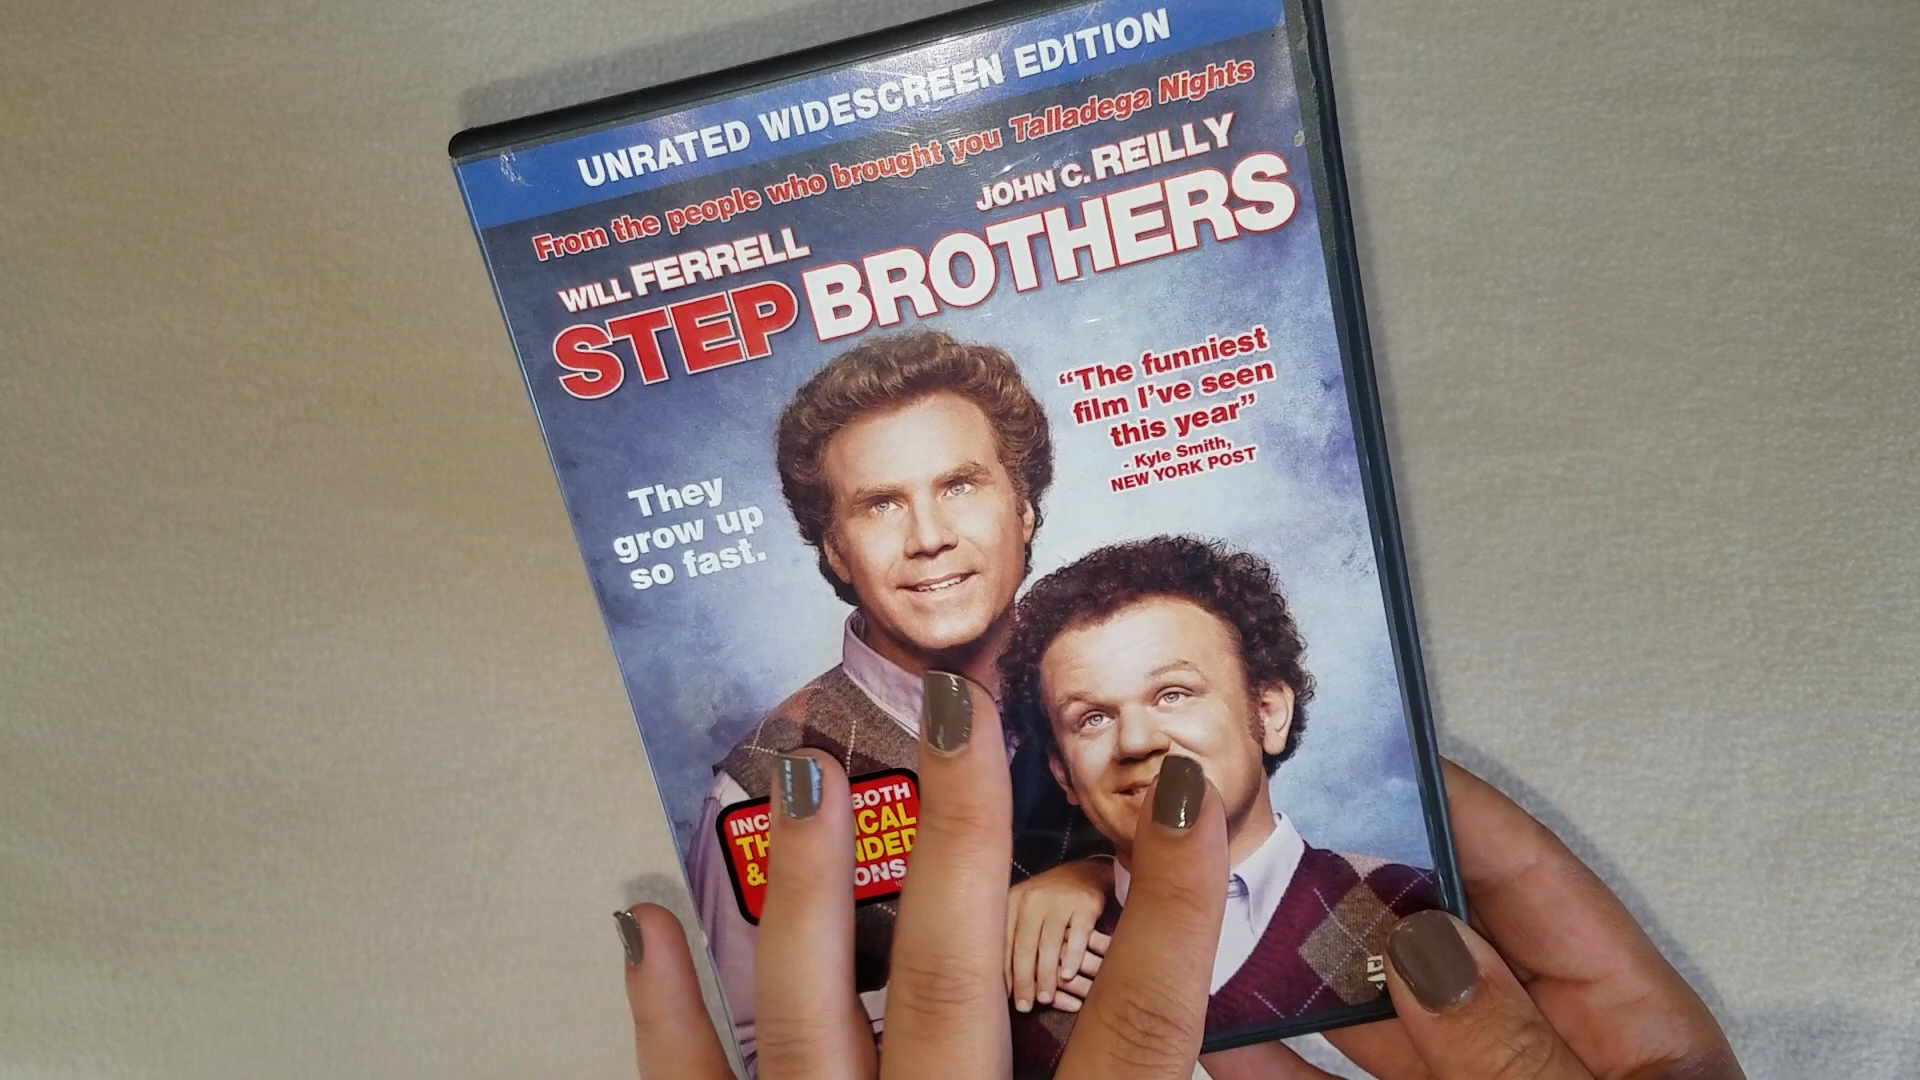 UNRATED WIDESCREEN EDITION
From the people who brought you Talladega Nights
WILL FERRELL
JOHN C. REILLY
STEP BROTHERS
"The funniest
film I've seen
this year"
- Kyle Smith,
NEW YORK POST
They
grow up
so fast.
BOTH
&